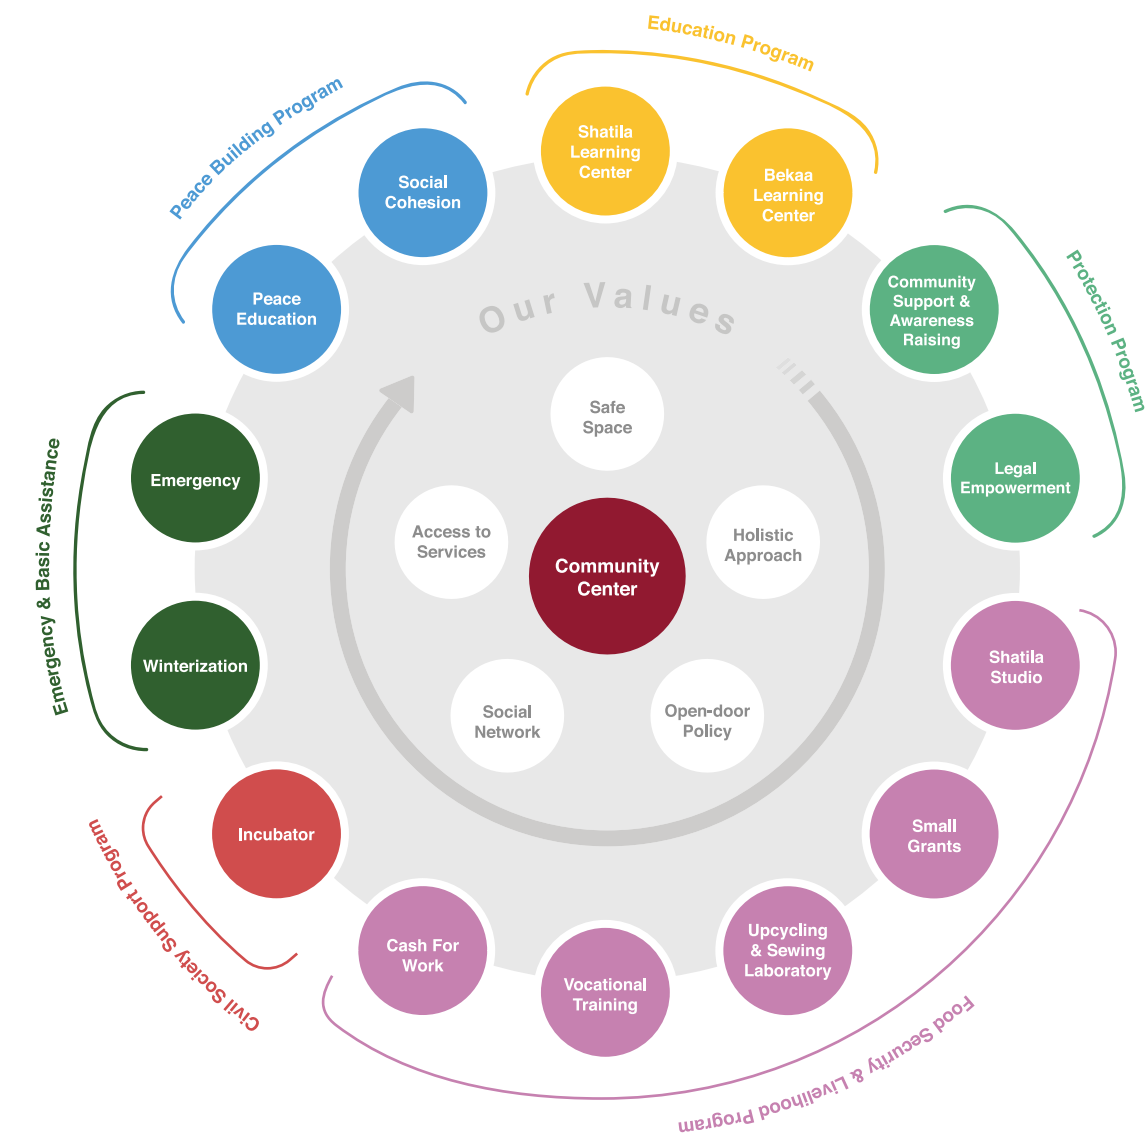 Education Program
Peace Building Program
Shatila
Learning
Center
Bekaa
Learning
Center
Social
Cohesion
Protection Program
Community
Support &
Awareness
Raising
Peace
Education
Our Values
Safe
Space
Emergency & Basic Assistance
Emergency
Legal
Empowerment
Access to
Services
Holistic
Approach
Community
Center
Winterization
Shatila
Studio
Social
Network
Open-door
Policy
Incubator
Small
Grants
Civil Society Support Program
Cash For
Work
Vocational
Training
Upcycling
& Sewing
Laboratory
Food Security & Livelihood Program